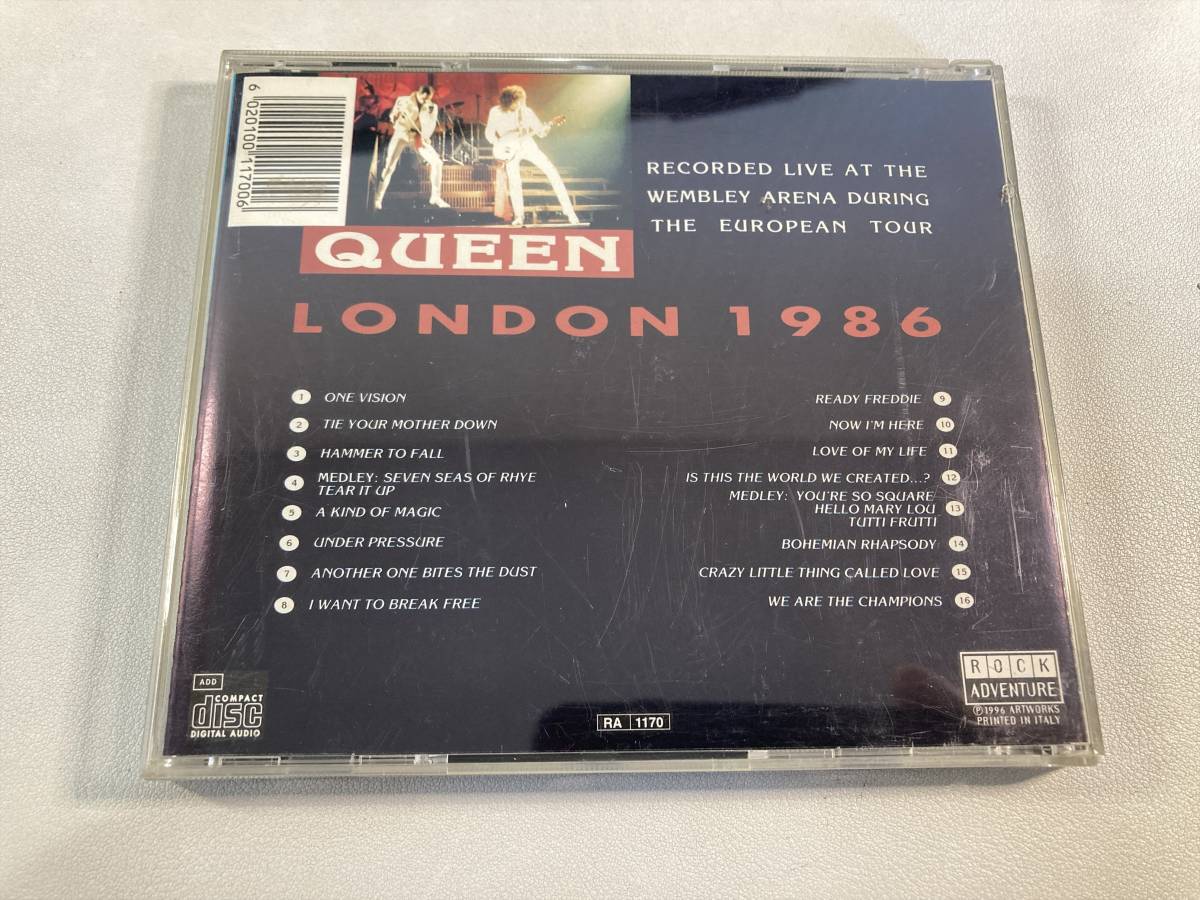 6 020100 117006
RECORDED LIVE AT THE
WEMBLEY ARENA DURING
THE EUROPEAN TOUR
QUEEN
LONDON 1986
1 ONE VISION
2 TIE YOUR MOTHER DOWN
3 HAMMER TO FALL
4 MEDLEY: SEVEN SEAS OF RHYE
TEAR IT UP
5 A KIND OF MAGIC
6 UNDER PRESSURE
7 ANOTHER ONE BITES THE DUST
8 I WANT TO BREAK FREE
READY FREDDIE 9
NOW I'M HERE 10
LOVE OF MY LIFE 11
IS THIS THE WORLD WE CREATED...? 12
MEDLEY: YOU'RE SO SQUARE
HELLO MARY LOU 13
TUTTI FRUTTI
BOHEMIAN RHAPSODY 14
CRAZY LITTLE THING CALLED LOVE 15
WE ARE THE CHAMPIONS 16
ADD
COMPACT
disc
DIGITAL AUDIO
RA 1170
ROCK
ADVENTURE
℗1996 ARTWORKS
PRINTED IN ITALY